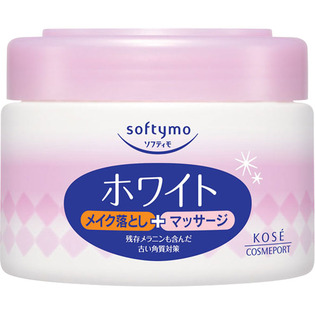 softymo
ソフティモ
ホワイト
メイク落とし+マッサージ
残存メラニンも含んだ
古い角質対策
KOSÉ
COSMEPORT